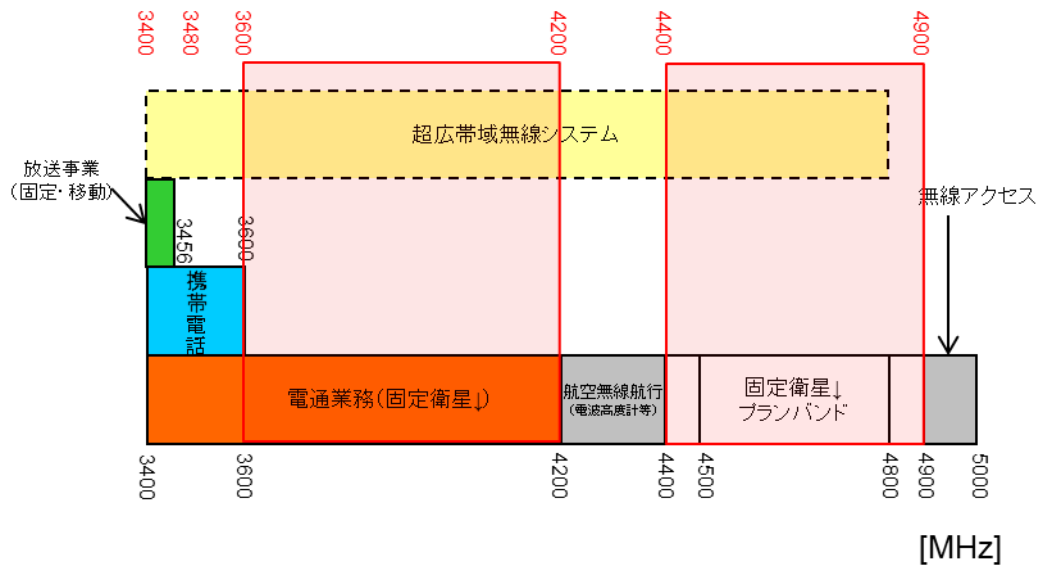 3400
3480
3600
4200
4400
4900
超広帯域無線システム
放送事業
(固定・移動)
3456
3600
無線アクセス
携帯電話
電通業務(固定衛星↓)
航空無線航行
(電波高度計等)
固定衛星↓
プランバンド
3400
3600
4200
4400
4500
4800
4900
5000
[MHz]